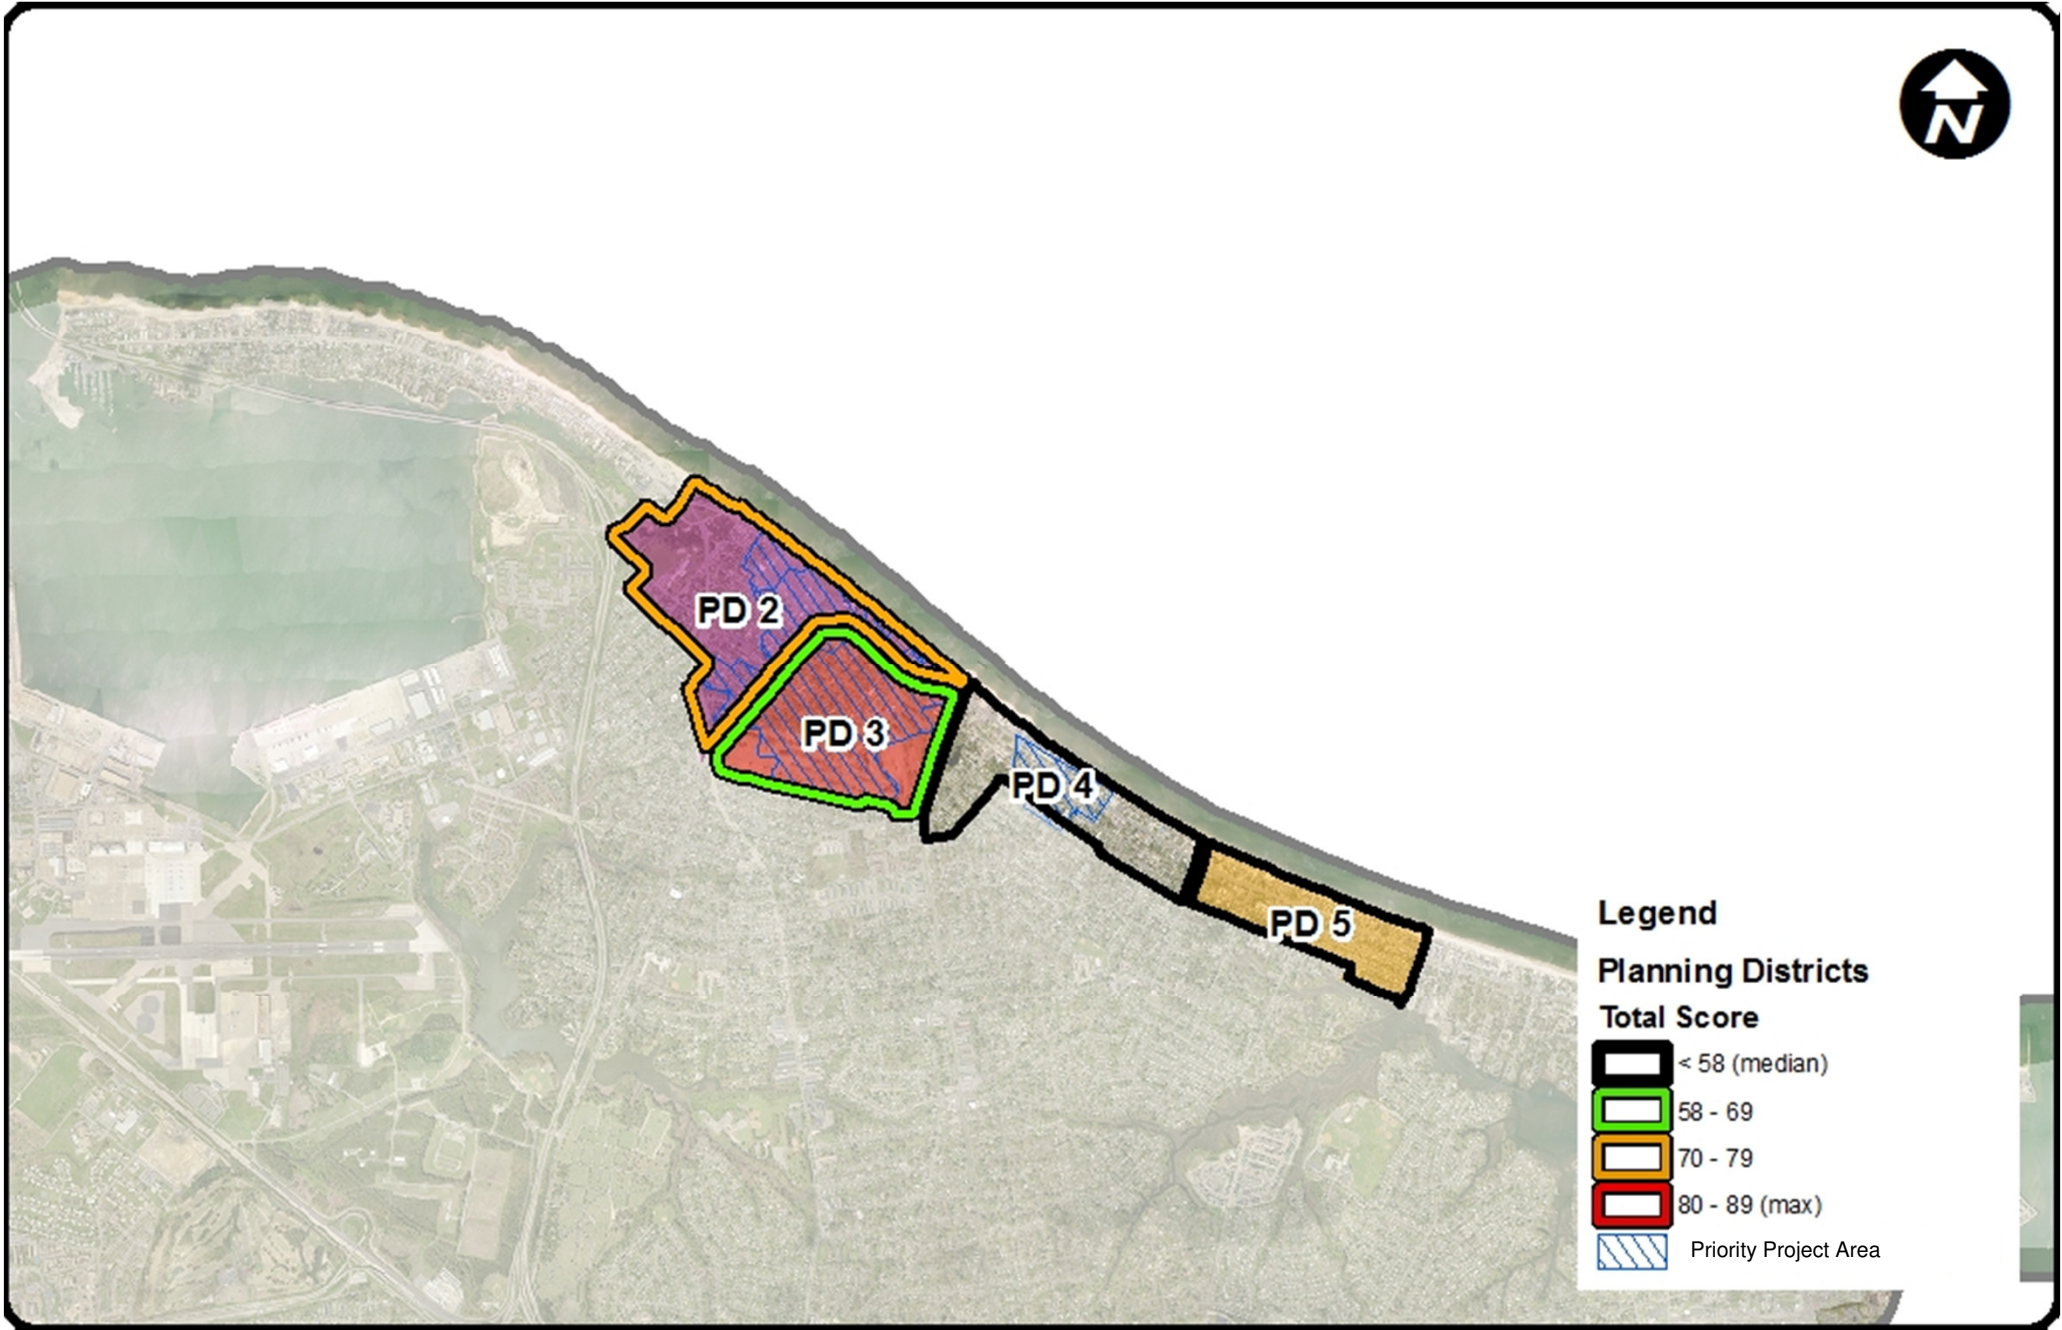 N
PD 2
PD 3
PD 4
PD 5
Legend
Planning Districts
Total Score
< 58 (median)
58 - 69
70 - 79
80 - 89 (max)
Priority Project Area